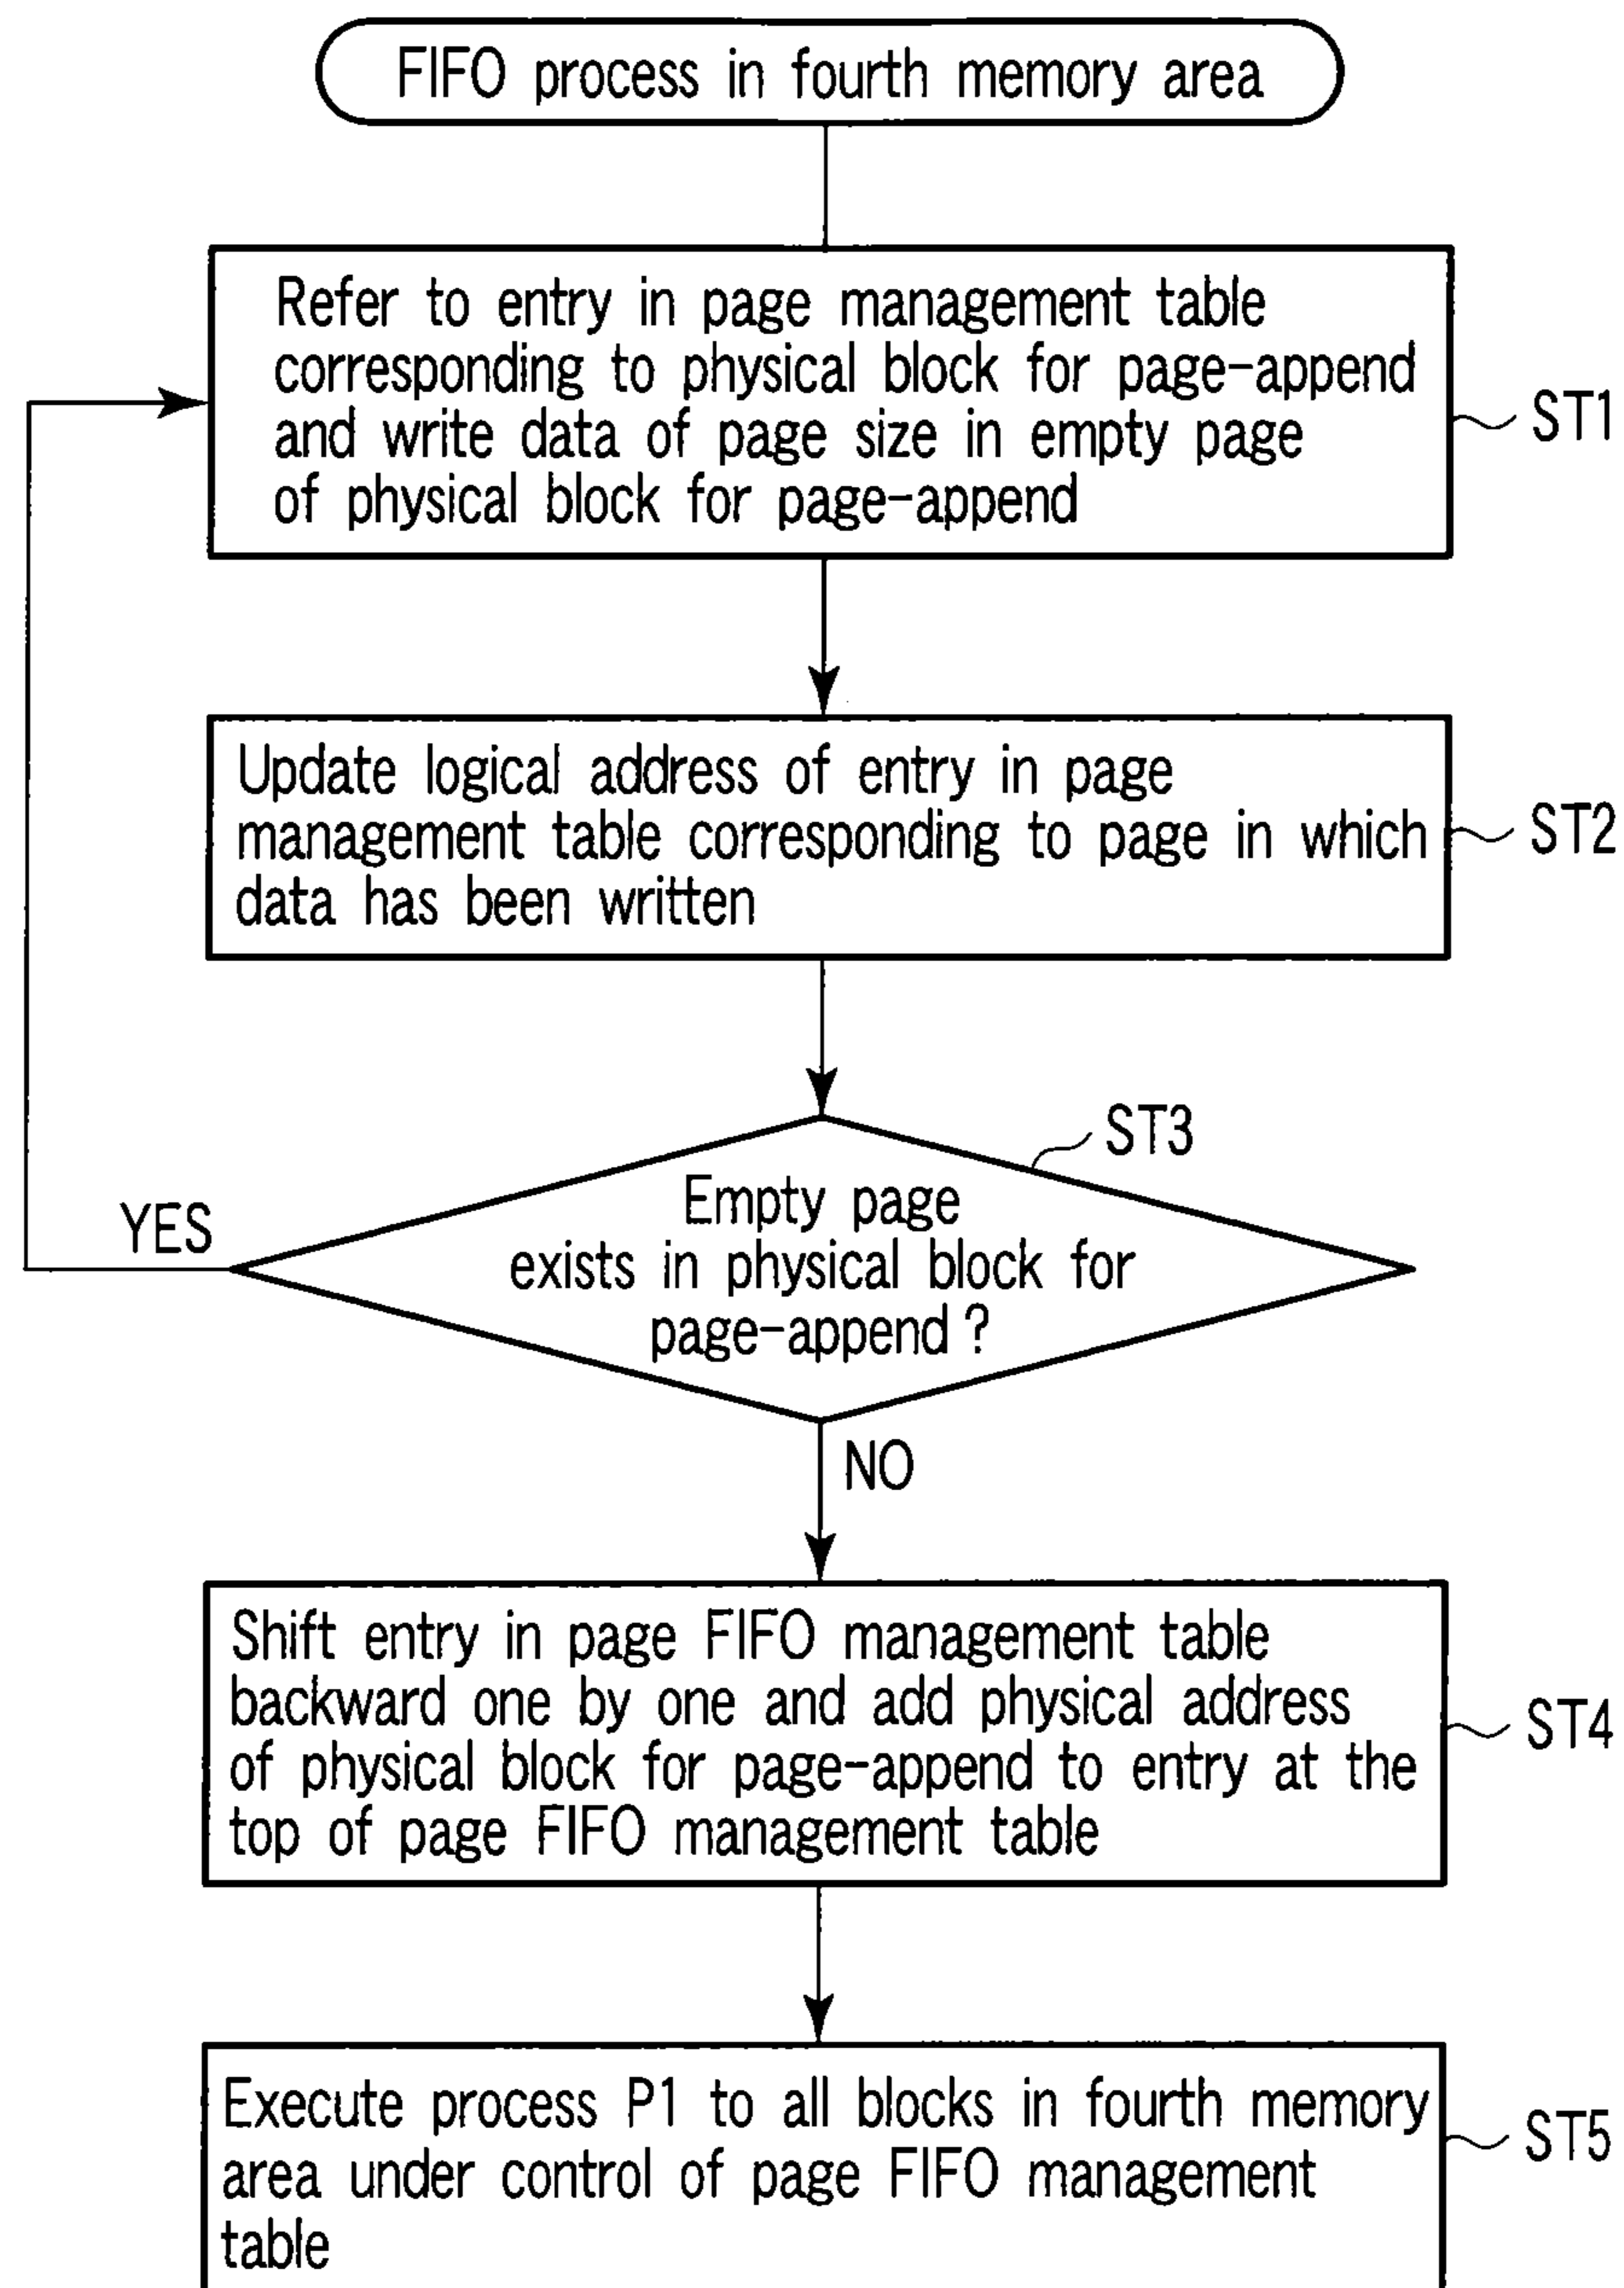 FIFO process in fourth memory area
Refer to entry in page management table
corresponding to physical block for page-append
and write data of page size in empty page
of physical block for page-append
ST1
Update logical address of entry in page
management table corresponding to page in which
data has been written
ST2
ST3
Empty page
exists in physical block for
page-append ?
YES
NO
Shift entry in page FIFO management table
backward one by one and add physical address
of physical block for page-append to entry at the
top of page FIFO management table
ST4
Execute process P1 to all blocks in fourth memory
area under control of page FIFO management
table
ST5